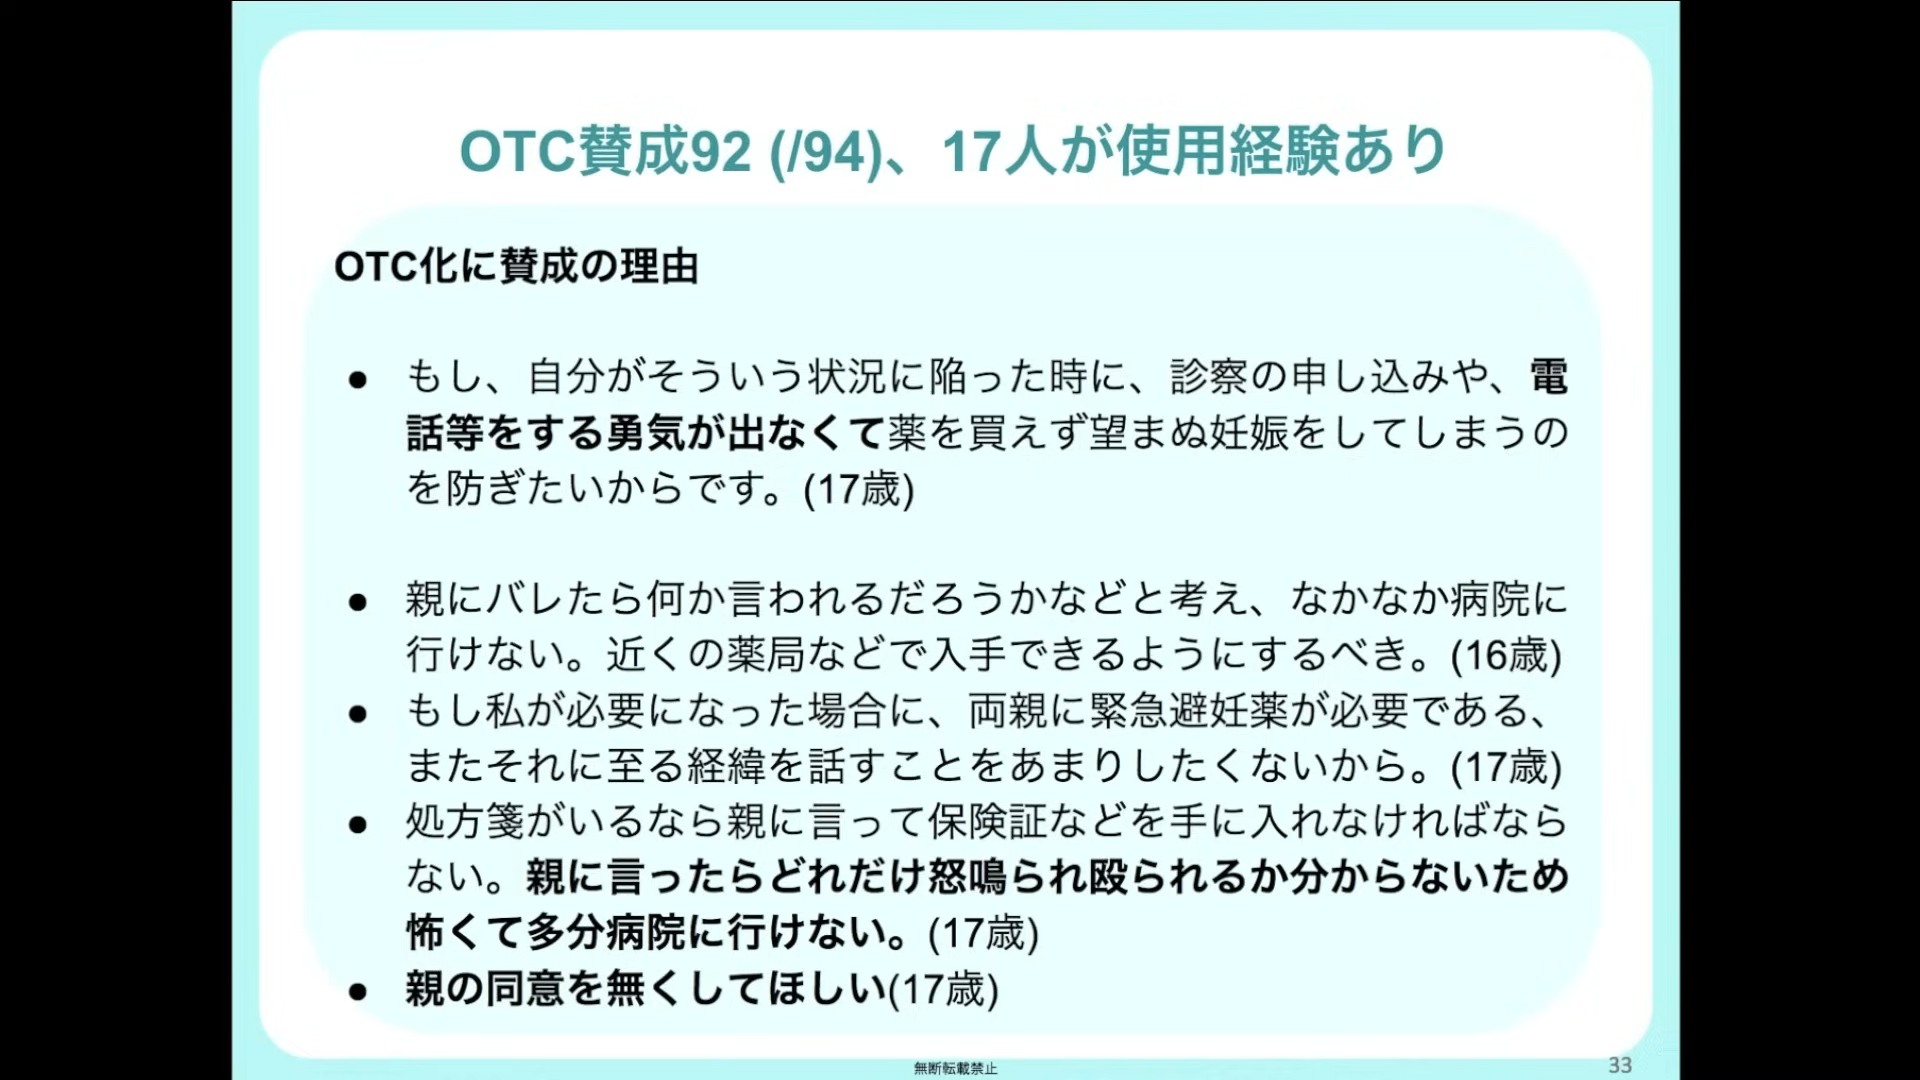 OTC賛成92 (/94)、17人が使用経験あり
OTC化に賛成の理由
● もし、自分がそういう状況に陥った時に、診察の申し込みや、電
話等をする勇気が出なくて薬を買えず望まぬ妊娠をしてしまうの
を防ぎたいからです。(17歳)
● 親にバレたら何か言われるだろうかなどと考え、なかなか病院に
行けない。近くの薬局などで入手できるようにするべき。(16歳)
● もし私が必要になった場合に、両親に緊急避妊薬が必要である、
またそれに至る経緯を話すことをあまりしたくないから。(17歳)
● 処方箋がいるなら親に言って保険証などを手に入れなければなら
ない。親に言ったらどれだけ怒鳴られ殴られるか分からないため
怖くて多分病院に行けない。(17歳)
● 親の同意を無くしてほしい(17歳)
無断転載禁止
33